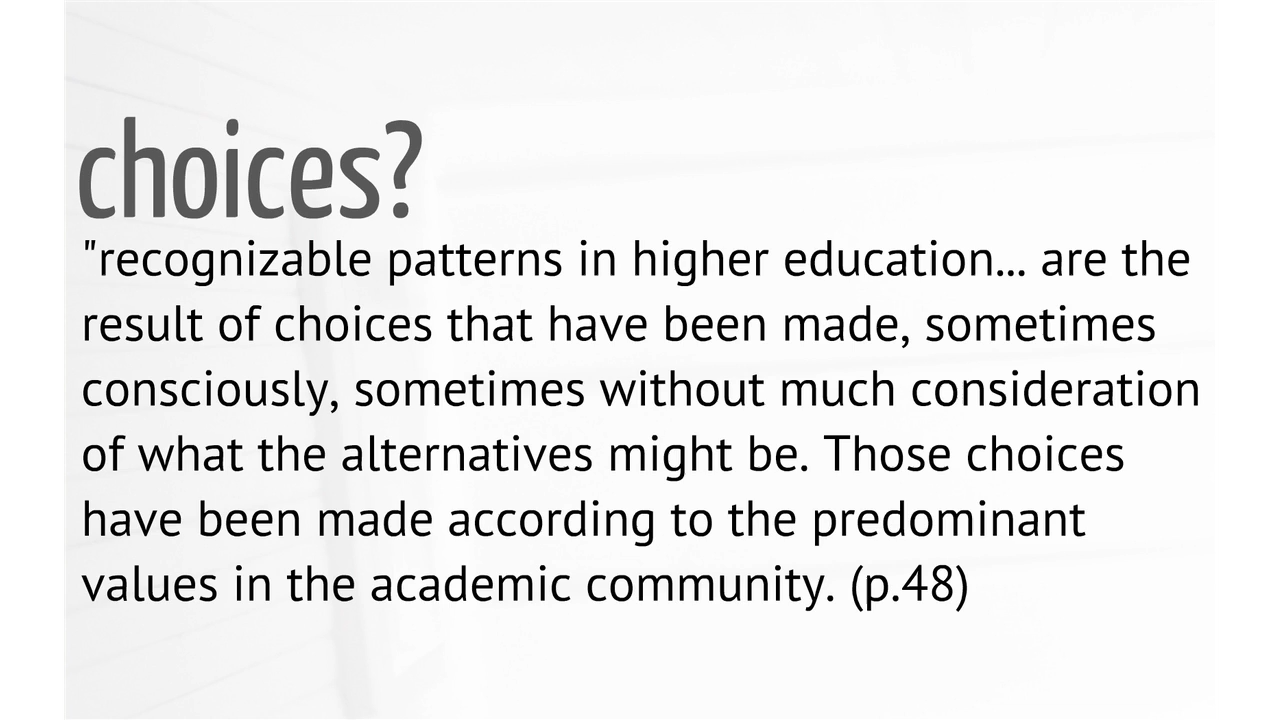 choices?
"recognizable patterns in higher education... are the
result of choices that have been made, sometimes
consciously, sometimes without much consideration
of what the alternatives might be. Those choices
have been made according to the predominant
values in the academic community. (p.48)